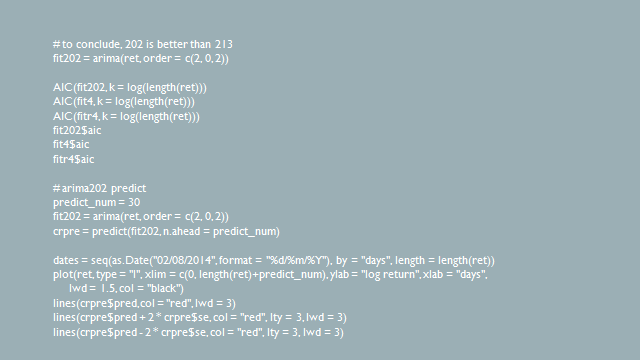 # to conclude, 202 is better than 213
fit202 = arima(ret, order = c(2, 0, 2))
AIC(fit202, k = log(length(ret)))
AIC(fit4, k = log(length(ret)))
AIC(fitr4, k = log(length(ret)))
fit202$aic
fit4$aic
fitr4$aic
# arima202 predict
predict_num = 30
fit202 = arima(ret, order = c(2, 0, 2))
crpre = predict(fit202, n.ahead = predict_num)
dates = seq(as.Date("02/08/2014", format = "%d/%m/%Y"), by = "days", length = length(ret))
plot(ret, type = "l", xlim = c(0, length(ret)+predict_num), ylab = "log return", xlab = "days",
lwd = 1.5, col = "black")
lines(crpre$pred, col = "red", lwd = 3)
lines(crpre$pred + 2 * crpre$se, col = "red", lty = 3, lwd = 3)
lines(crpre$pred - 2 * crpre$se, col = "red", lty = 3, lwd = 3)